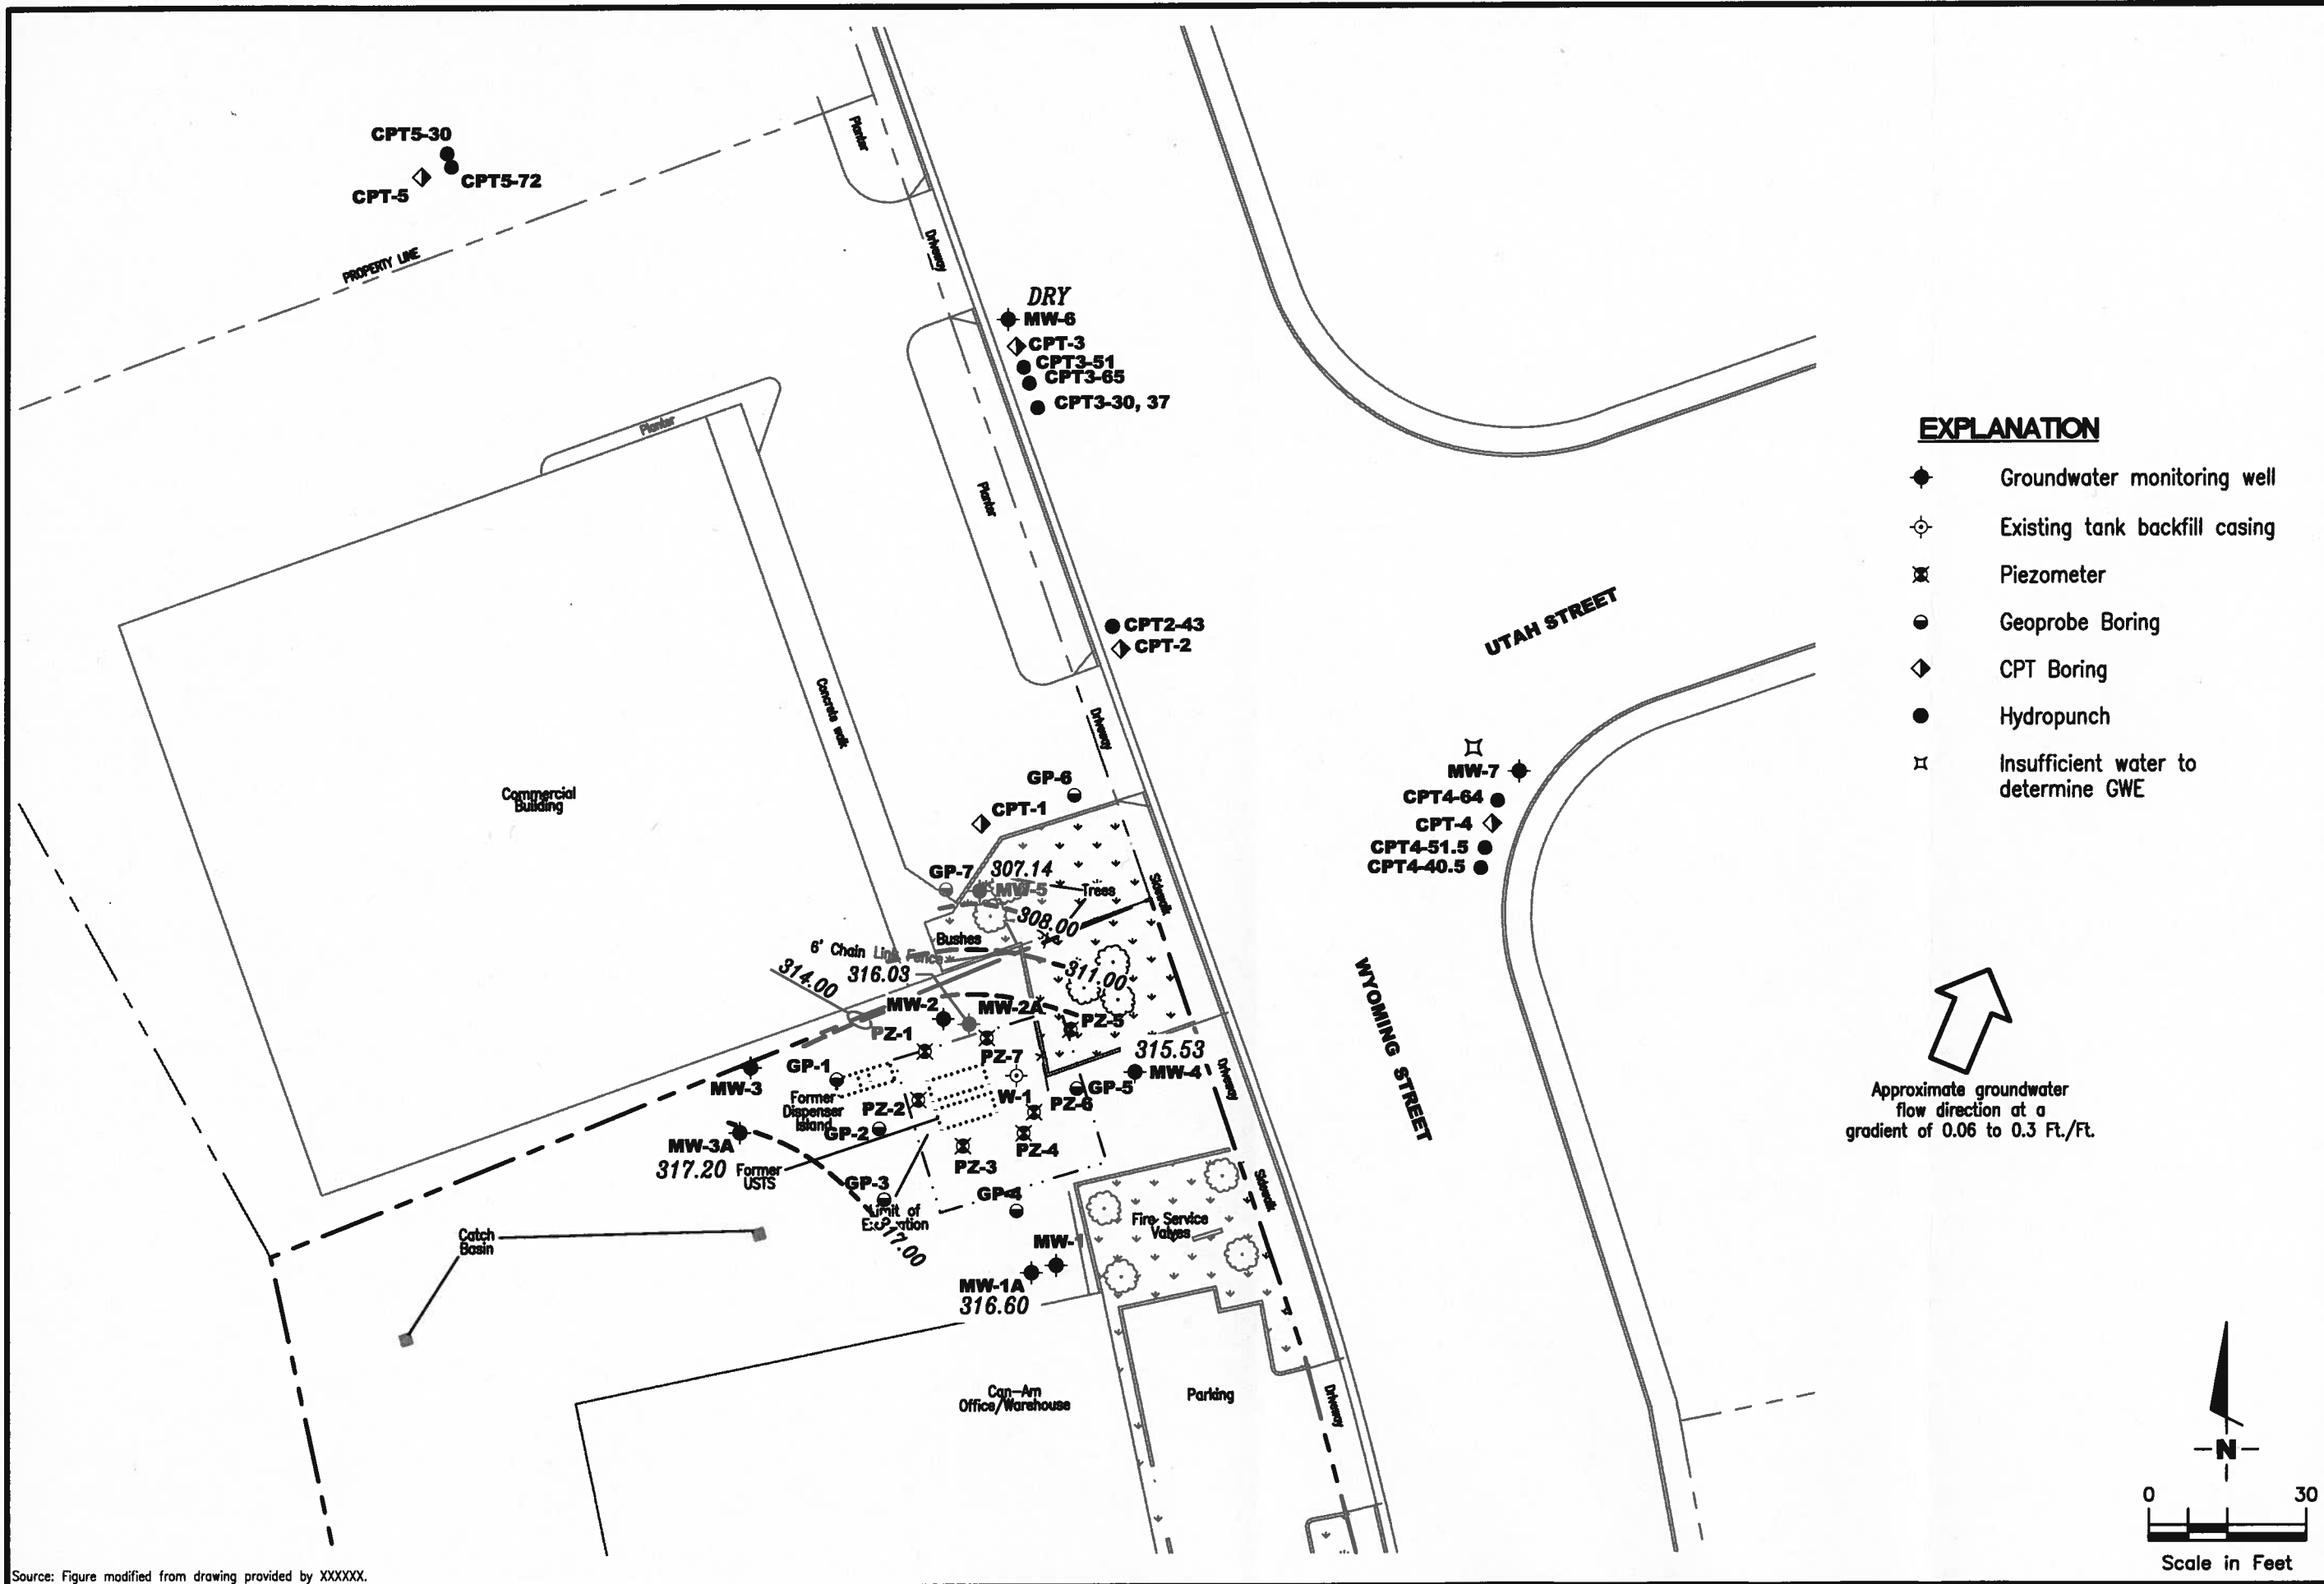 CPT5-30
CPT5-72
CPT-5
PROPERTY LINE
Planter
Driveway
DRY
MW-6
CPT-3
CPT3-51
CPT3-65
CPT3-30, 37
Planter
Planter
EXPLANATION
Groundwater monitoring well
Existing tank backfill casing
Piezometer
Geoprobe Boring
CPT Boring
Hydropunch
Insufficient water to
determine GWE
UTAH STREET
CPT2-43
CPT-2
Concrete walk
Driveway
Commercial
Building
GP-6
CPT-1
MW-7
CPT4-64
CPT-4
CPT4-51.5
CPT4-40.5
GP-7
307.14
MW-5
Trees
Sidewalk
308.00
Bushes
6' Chain Link Fence
314.00
316.03
311.00
WYOMING STREET
MW-2
MW-2A
PZ-5
PZ-1
PZ-7
315.53
MW-4
Driveway
GP-1
MW-3
GP-5
Former
Dispenser
Island
PZ-2
W-1
PZ-6
GP-2
MW-3A
317.20
PZ-4
PZ-3
Former
USTS
GP-3
GP-4
Limit of
Excavation
317.00
Sidewalk
Fire Service
Valves
Catch
Basin
MW-1
MW-1A
316.60
Approximate groundwater
flow direction at a
gradient of 0.06 to 0.3 Ft./Ft.
Can-Am
Office/Warehouse
Parking
Driveway
N
0 30
Scale in Feet
Source: Figure modified from drawing provided by XXXXXX.